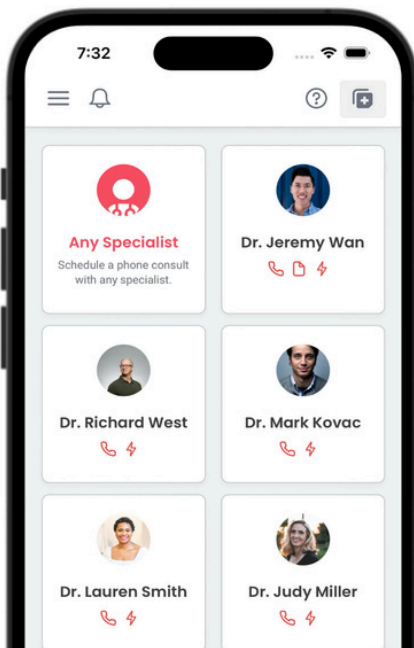 7:32
Any Specialist
Schedule a phone consult
with any specialist.
Dr. Jeremy Wan
Dr. Richard West
Dr. Mark Kovac
Dr. Lauren Smith
Dr. Judy Miller